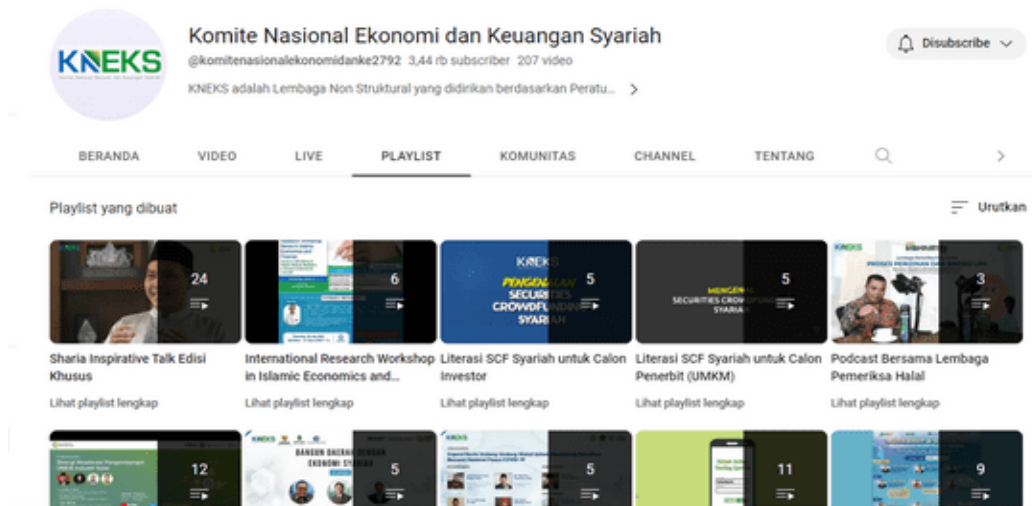 KNEKS
Komite Nasional Ekonomi dan Keuangan Syariah
@komitenasionalekonomidanke2792 3,44 rb subscriber 207 video
KNEKS adalah Lembaga Non Struktural yang didirikan berdasarkan Peratu...
Disubscribe
BERANDA VIDEO LIVE PLAYLIST KOMUNITAS CHANNEL TENTANG
Playlist yang dibuat
Urutkan
24
6
KNEKS
PENGENALAN
SECURITIES
CROWDFUNDING
SYARIAH
5
MENGENAL
SECURITIES CROWDFUNDING
SYARIAH
5
KNEKS
3
Sharia Inspirative Talk Edisi Khusus
International Research Workshop in Islamic Economics and...
Literasi SCF Syariah untuk Calon Investor
Literasi SCF Syariah untuk Calon Penerbit (UMKM)
Podcast Bersama Lembaga Pemeriksa Halal
Lihat playlist lengkap
Lihat playlist lengkap
Lihat playlist lengkap
Lihat playlist lengkap
Lihat playlist lengkap
12
KNEKS
BANGUN DAERAH DENGAN
EKONOMI SYARIAH
5
KNEKS
5
11
9